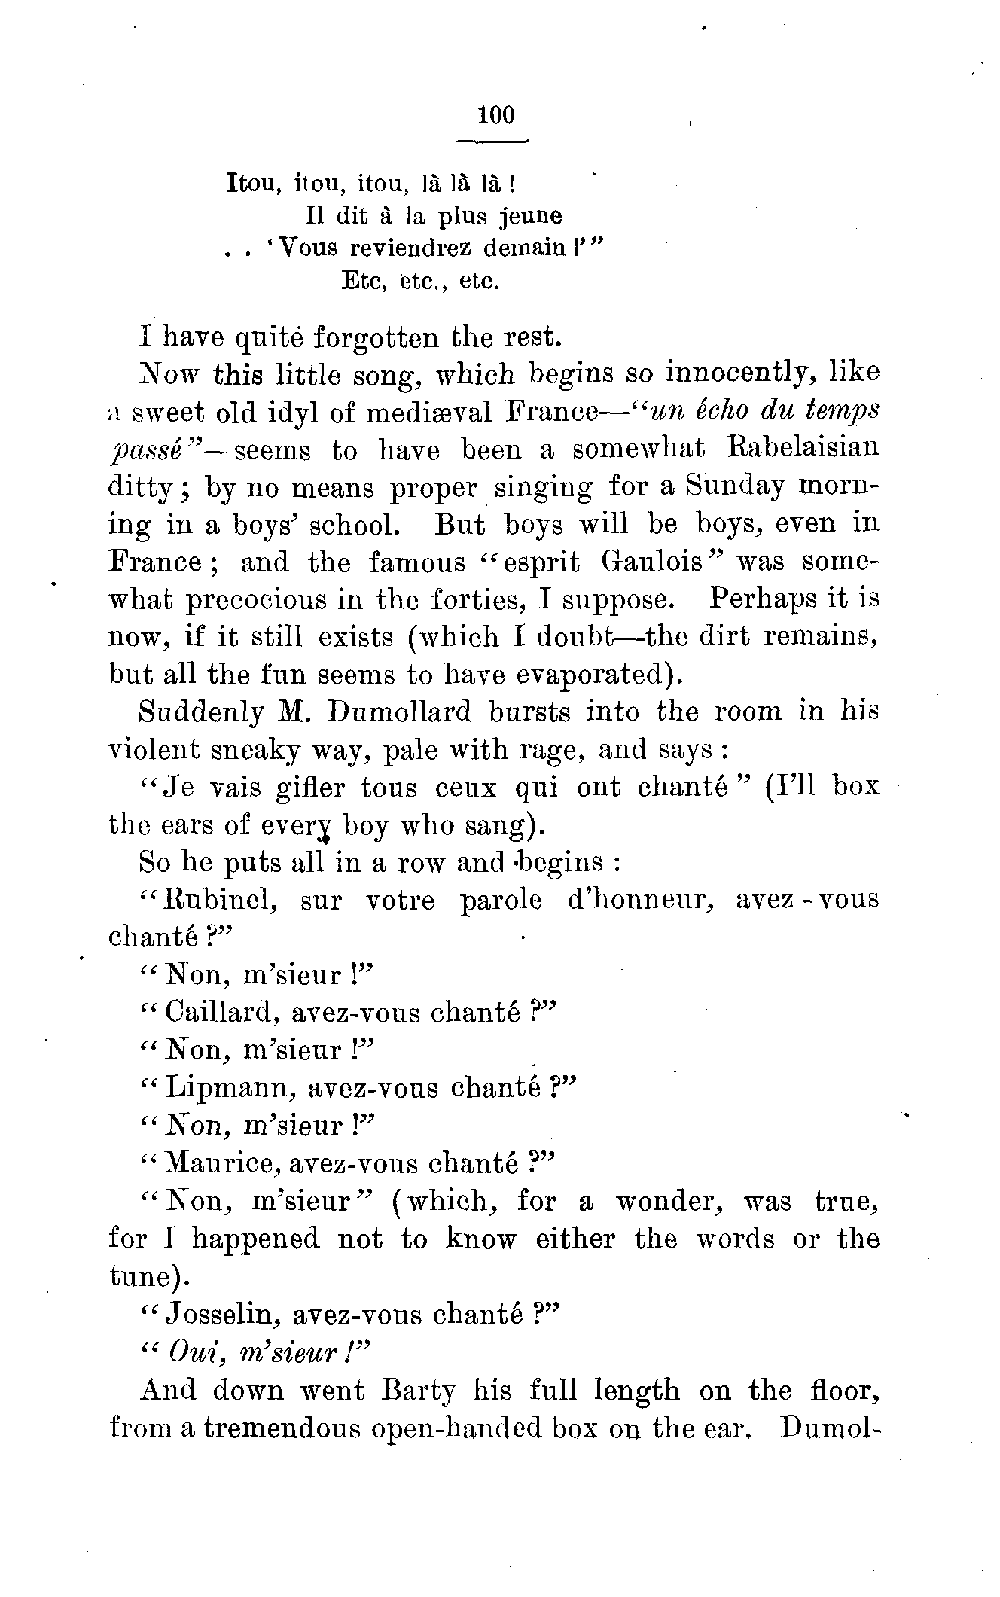 100
Itou, itou, itou, là là là !
Il dit à la plus jeune
. . ‘Vous reviendrez demain !’”
Etc, etc., etc.
I have quite forgotten the rest.
Now this little song, which begins so innocently, like
a sweet old idyl of mediæval France—“un écho du temps
passé”—seems to have been a somewhat Rabelaisian
ditty ; by no means proper singing for a Sunday morn-
ing in a boys’ school. But boys will be boys, even in
France ; and the famous “esprit Gaulois” was some-
what precocious in the forties, I suppose. Perhaps it is
now, if it still exists (which I doubt—the dirt remains,
but all the fun seems to have evaporated).
Suddenly M. Dumollard bursts into the room in his
violent sneaky way, pale with rage, and says :
“Je vais gifler tous ceux qui ont chanté” (I’ll box
the ears of every boy who sang).
So he puts all in a row and begins :
“Rubinel, sur votre parole d’honneur, avez-vous
chanté ?”
“Non, m’sieur !”
“Caillard, avez-vous chanté ?”
“Non, m’sieur !”
“Lipmann, avez-vous chanté ?”
“Non, m’sieur !”
“Maurice, avez-vous chanté ?”
“Non, m’sieur” (which, for a wonder, was true,
for I happened not to know either the words or the
tune).
“Josselin, avez-vous chanté ?”
“Oui, m’sieur !”
And down went Barty his full length on the floor,
from a tremendous open-handed box on the ear. Dumol-